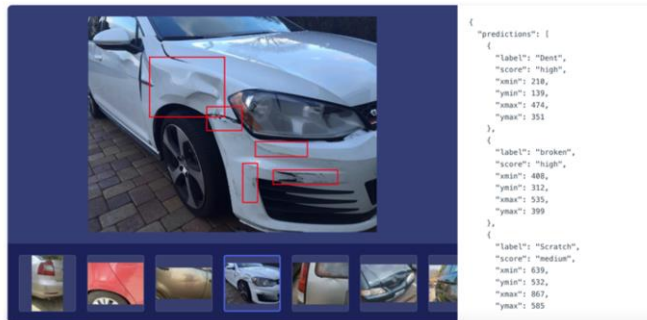 {
"predictions": [
{
"label": "Dent",
"score": "high",
"xmin": 210,
"ymin": 139,
"xmax": 474,
"ymax": 351
},
{
"label": "broken",
"score": "high",
"xmin": 408,
"ymin": 312,
"xmax": 535,
"ymax": 399
},
{
"label": "Scratch",
"score": "medium",
"xmin": 639,
"ymin": 532,
"xmax": 867,
"ymax": 585